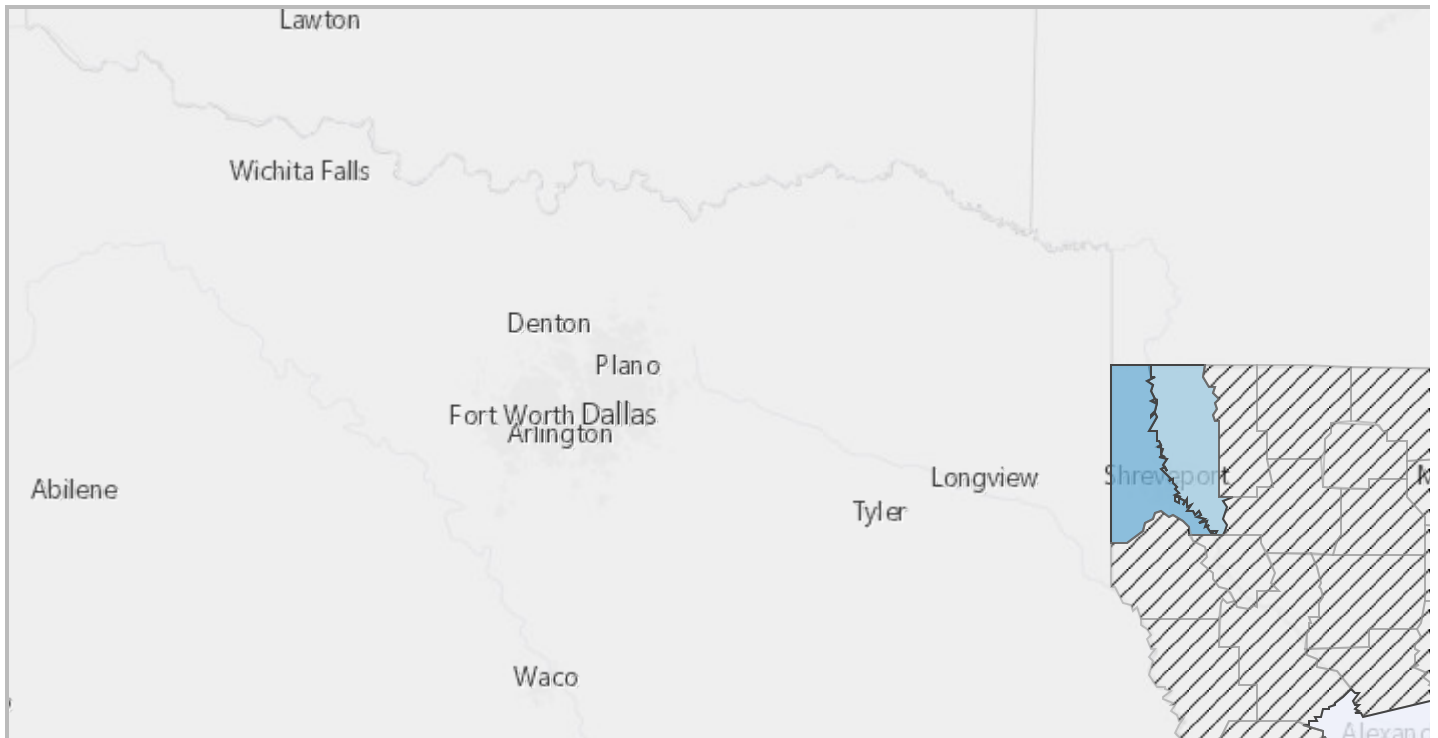 Lawton
Wichita Falls
Denton
Plano
Fort Worth Dallas
Arlington
Shreveport
Longview
Abilene
Tyler
Waco